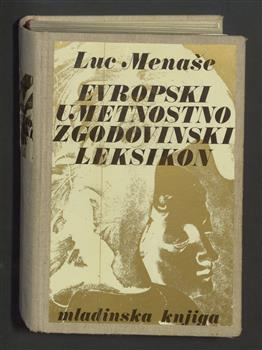 Luc Menaše
EVROPSKI
UMETNOSTNO
ZGODOVINSKI
LEKSIKON
mladinska knjiga